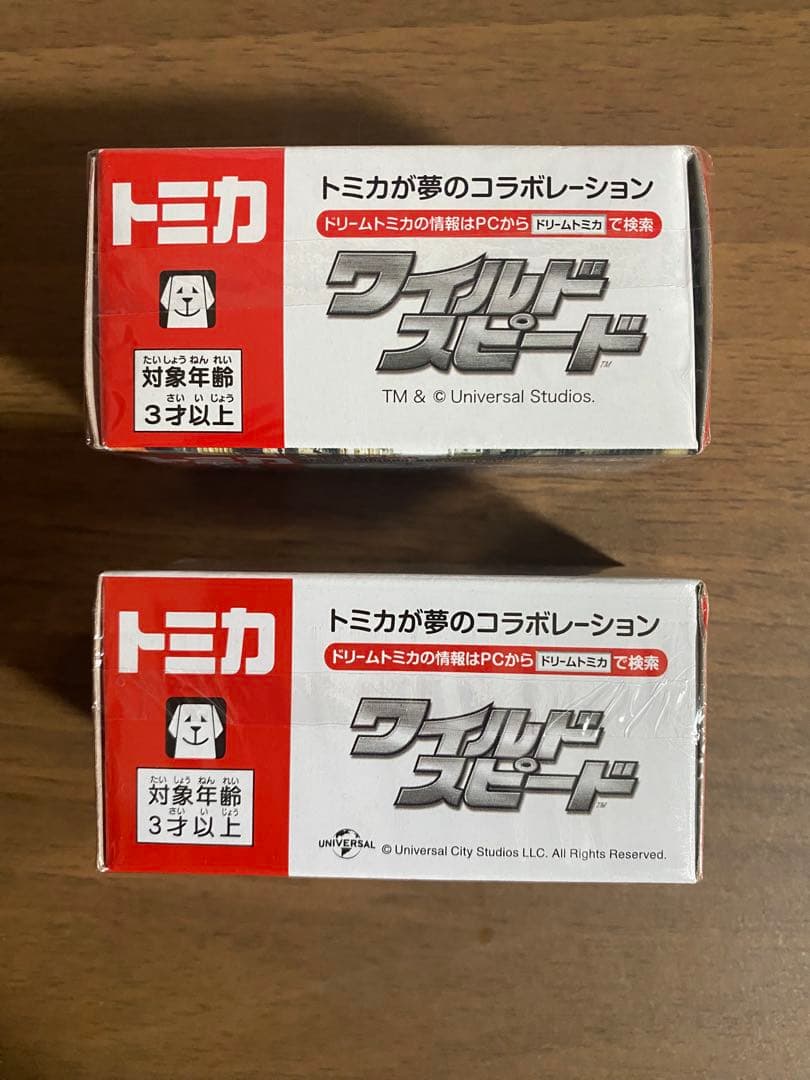 トミカ
トミカが夢のコラボレーション
ドリームトミカの情報はPCから ドリームトミカ で検索
ワイルド
スピード™
TM & © Universal Studios.
たいしょうねんれい
対象年齢
さいいじょう
3才以上
トミカ
トミカが夢のコラボレーション
ドリームトミカの情報はPCから ドリームトミカ で検索
ワイルド
スピード™
UNIVERSAL © Universal City Studios LLC. All Rights Reserved.
たいしょうねんれい
対象年齢
さいいじょう
3才以上